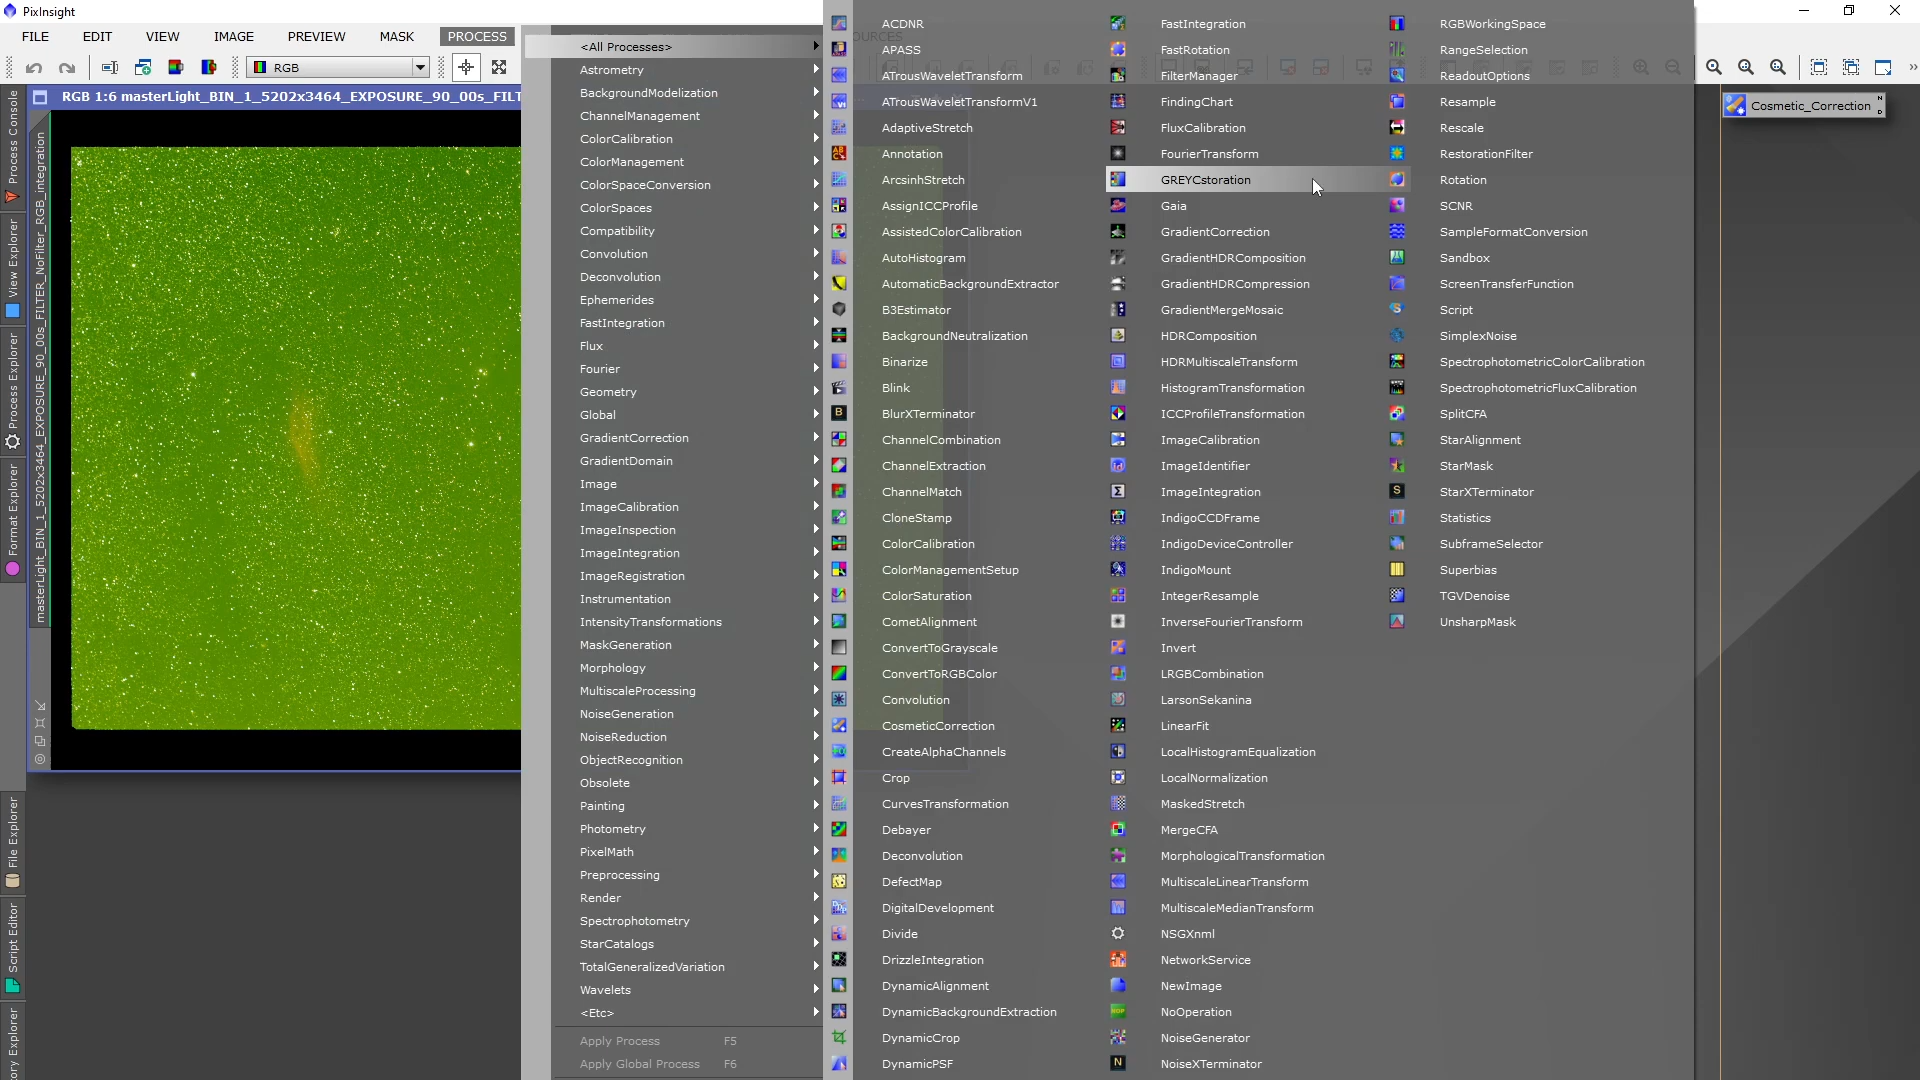 PixInsight
FILE
EDIT
VIEW
IMAGE
PREVIEW
MASK
PROCESS
RGB
RGB 1:6 masterLight_BIN_1_5202x3464_EXPOSURE_90_00s_FILT
masterLight_BIN_1_5202x3464_EXPOSURE_90_00s_FILTER_NoFilter_RGB_integration
Process Console
View Explorer
Process Explorer
Format Explorer
File Explorer
Script Editor
ory Explorer
<All Processes>
Astrometry
BackgroundModelization
ChannelManagement
ColorCalibration
ColorManagement
ColorSpaceConversion
ColorSpaces
Compatibility
Convolution
Deconvolution
Ephemerides
FastIntegration
Flux
Fourier
Geometry
Global
GradientCorrection
GradientDomain
Image
ImageCalibration
ImageInspection
ImageIntegration
ImageRegistration
Instrumentation
IntensityTransformations
MaskGeneration
Morphology
MultiscaleProcessing
NoiseGeneration
NoiseReduction
ObjectRecognition
Obsolete
Painting
Photometry
PixelMath
Preprocessing
Render
Spectrophotometry
StarCatalogs
TotalGeneralizedVariation
Wavelets
<Etc>
Apply Process F5
Apply Global Process F6
ACDNR
APASS
ATrousWaveletTransform
ATrousWaveletTransformV1
AdaptiveStretch
Annotation
ArcsinhStretch
AssignICCProfile
AssistedColorCalibration
AutoHistogram
AutomaticBackgroundExtractor
B3Estimator
BackgroundNeutralization
Binarize
Blink
BlurXTerminator
ChannelCombination
ChannelExtraction
ChannelMatch
CloneStamp
ColorCalibration
ColorManagementSetup
ColorSaturation
CometAlignment
ConvertToGrayscale
ConvertToRGBColor
Convolution
CosmeticCorrection
CreateAlphaChannels
Crop
CurvesTransformation
Debayer
Deconvolution
DefectMap
DigitalDevelopment
Divide
DrizzleIntegration
DynamicAlignment
DynamicBackgroundExtraction
DynamicCrop
DynamicPSF
FastIntegration
FastRotation
FilterManager
FindingChart
FluxCalibration
FourierTransform
GREYCstoration
Gaia
GradientCorrection
GradientHDRComposition
GradientHDRCompression
GradientMergeMosaic
HDRComposition
HDRMultiscaleTransform
HistogramTransformation
ICCProfileTransformation
ImageCalibration
ImageIdentifier
ImageIntegration
IndigoCCDFrame
IndigoDeviceController
IndigoMount
IntegerResample
InverseFourierTransform
Invert
LRGBCombination
LarsonSekanina
LinearFit
LocalHistogramEqualization
LocalNormalization
MaskedStretch
MergeCFA
MorphologicalTransformation
MultiscaleLinearTransform
MultiscaleMedianTransform
NSGXnml
NetworkService
NewImage
NoOperation
NoiseGenerator
NoiseXTerminator
RGBWorkingSpace
RangeSelection
ReadoutOptions
Resample
Rescale
RestorationFilter
Rotation
SCNR
SampleFormatConversion
Sandbox
ScreenTransferFunction
Script
SimplexNoise
SpectrophotometricColorCalibration
SpectrophotometricFluxCalibration
SplitCFA
StarAlignment
StarMask
StarXTerminator
Statistics
SubframeSelector
Superbias
TGVDenoise
UnsharpMask
Cosmetic_Correction